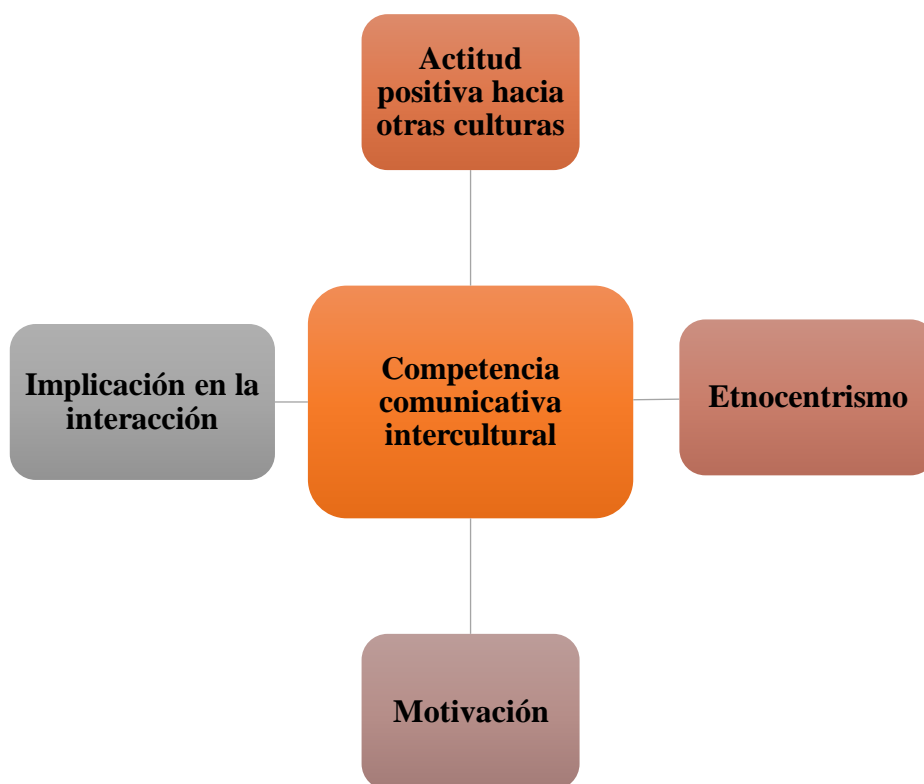 Actitud
positiva hacia
otras culturas
Implicación en la
interacción
Competencia
comunicativa
intercultural
Etnocentrismo
Motivación